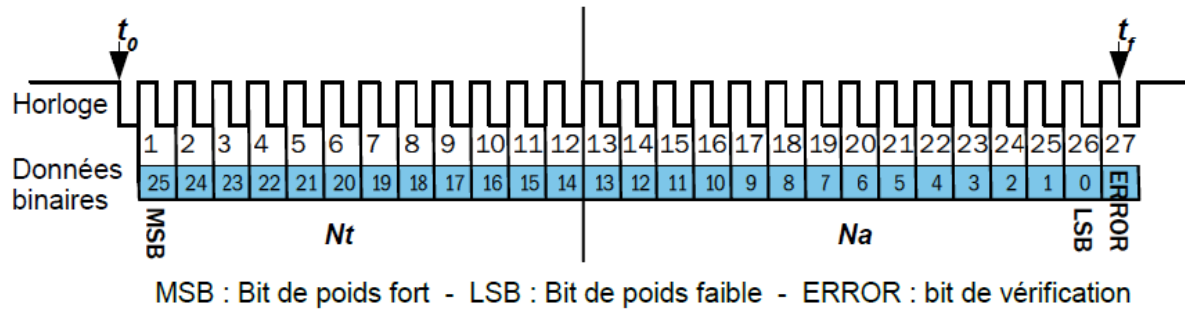 t0 tf
Horloge
1 2 3 4 5 6 7 8 9 10 11 12 13 14 15 16 17 18 19 20 21 22 23 24 25 26 27
Données
binaires
25 24 23 22 21 20 19 18 17 16 15 14 13 12 11 10 9 8 7 6 5 4 3 2 1 0 ERROR
MSB Nt Na LSB
MSB : Bit de poids fort - LSB : Bit de poids faible - ERROR : bit de vérification